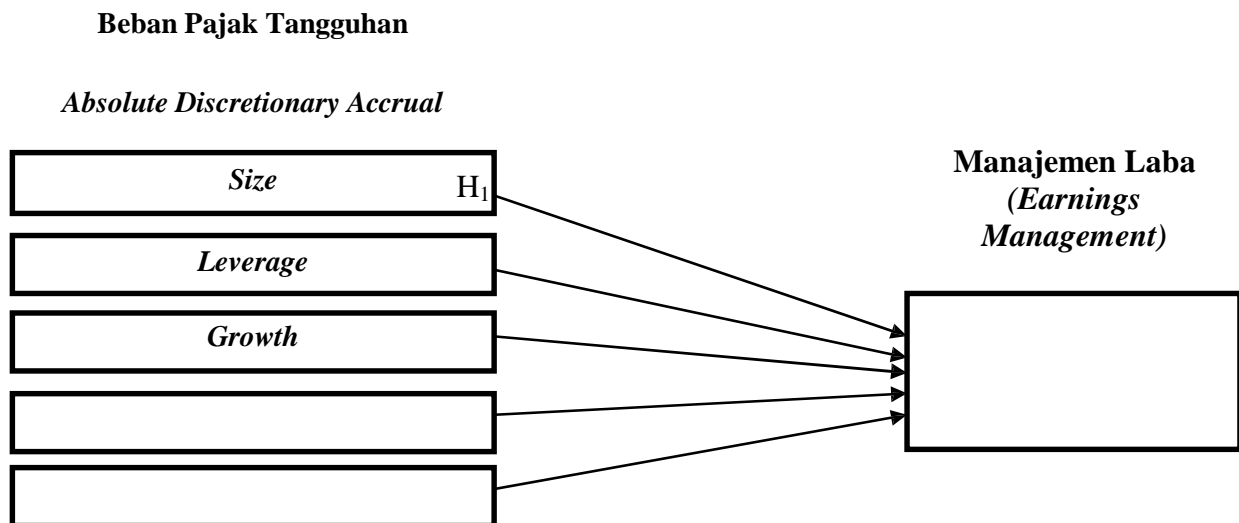 Beban Pajak Tangguhan
Absolute Discretionary Accrual
Size
H₁
Leverage
Growth
Manajemen Laba
(Earnings
Management)